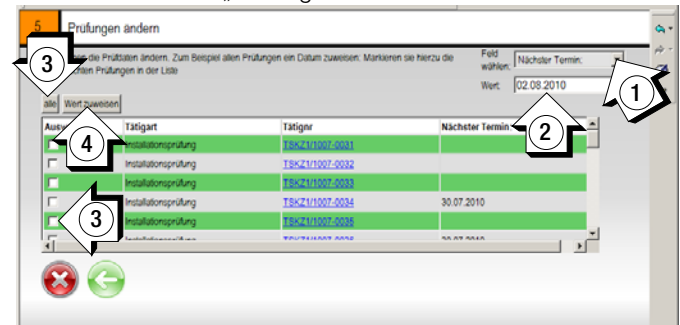 5 Prüfungen ändern
die Prüfdaten ändern. Zum Beispiel allen Prüfungen ein Datum zuweisen. Markieren sie hierzu die
Prüfungen in der Liste
Feld wählen: Nächster Termin:
Wert: 02.08.2010
3
1
alle Wert zuweisen
2
4
Tätigart Tätignr Nächster Termin
Installationsprüfung TSKZ1/1007-0031
Installationsprüfung TSKZ1/1007-0032
Installationsprüfung TSKZ1/1007-0033
Installationsprüfung TSKZ1/1007-0034 30.07.2010
3
Installationsprüfung TSKZ1/1007-0035